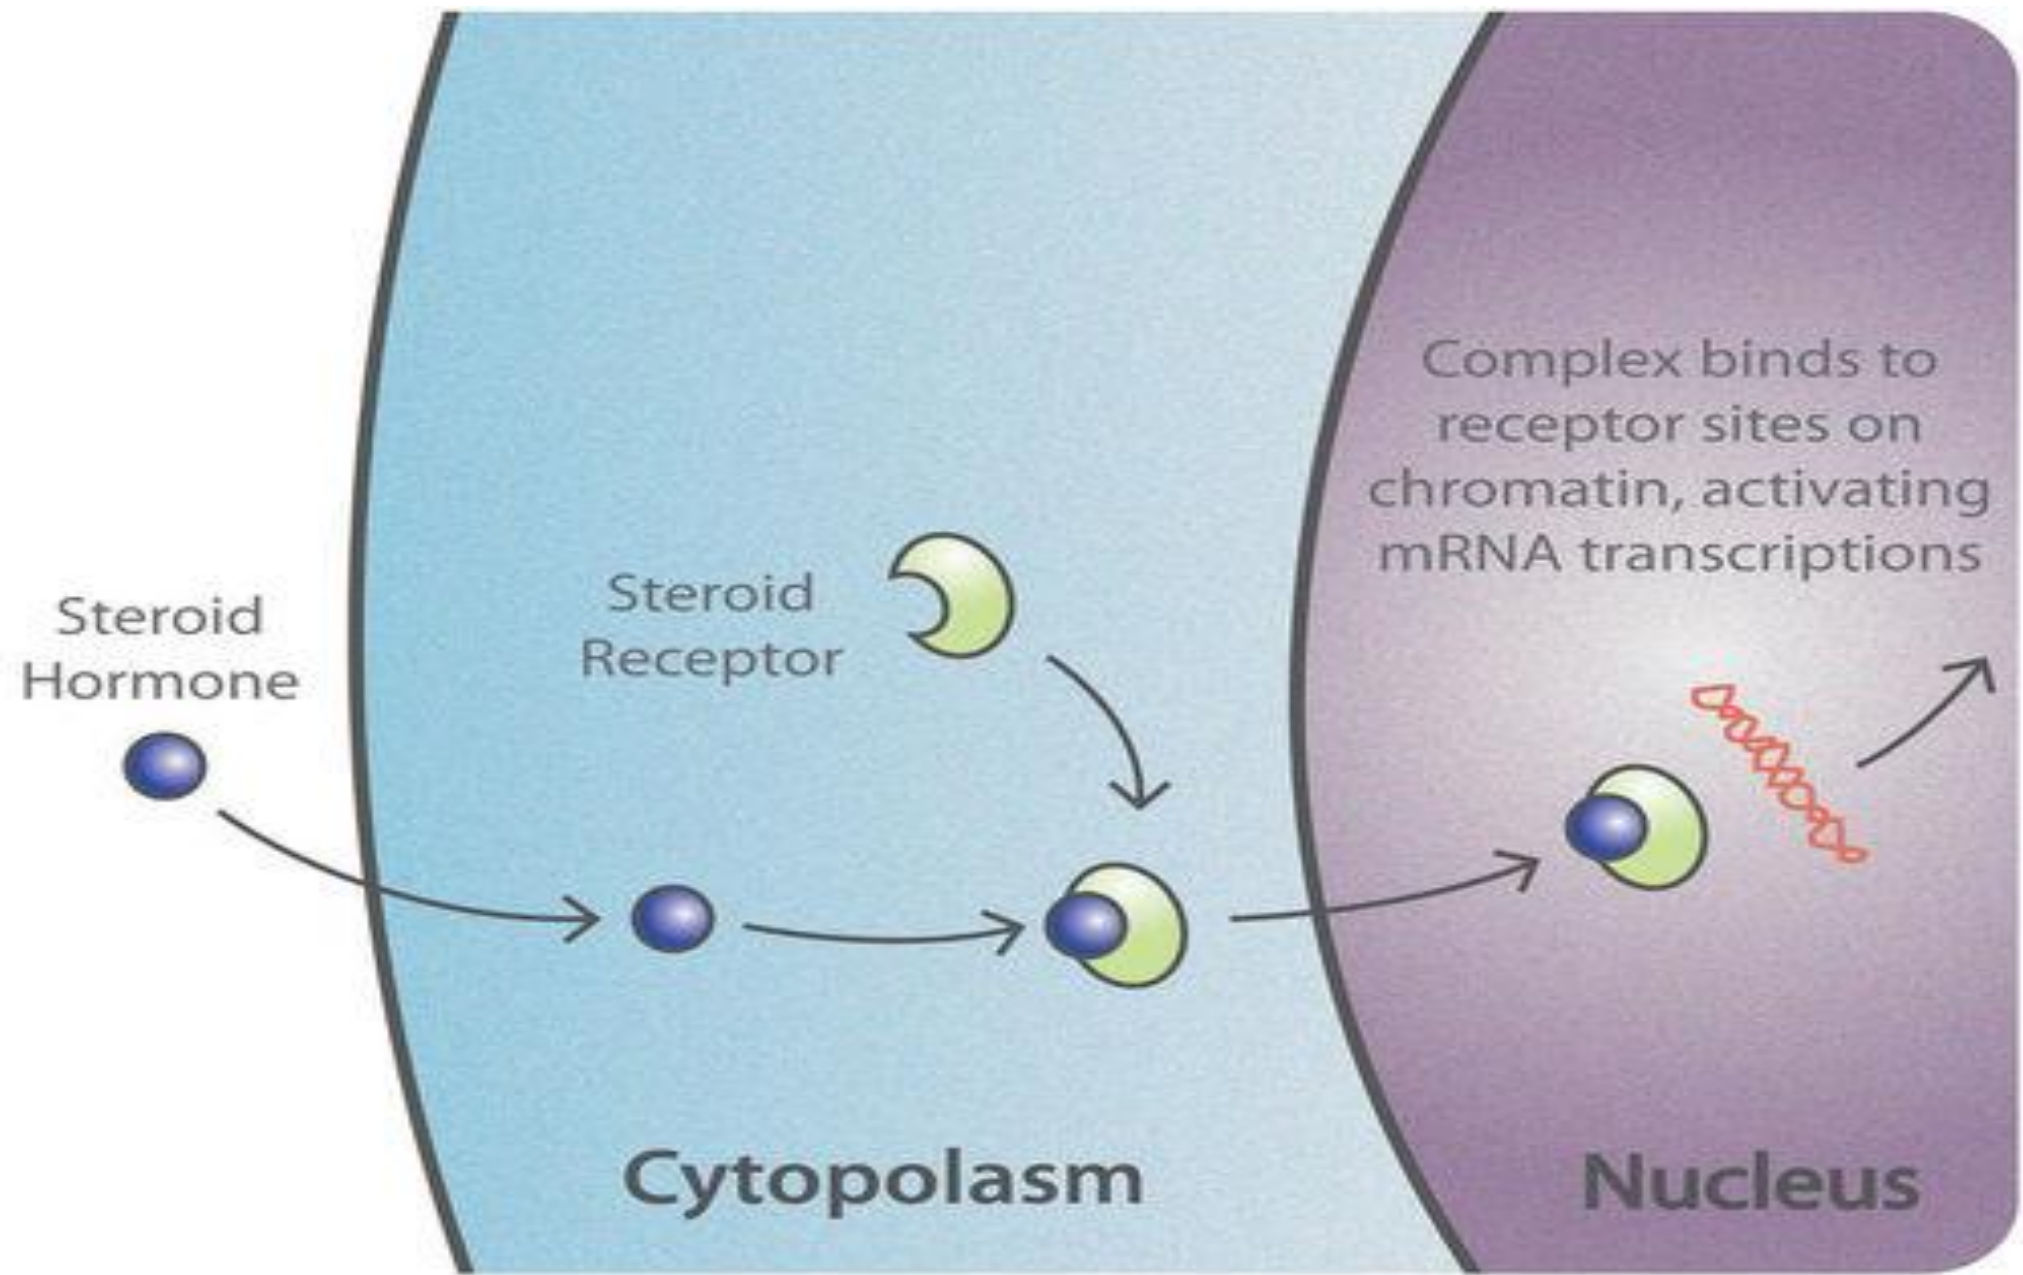 Steroid
Hormone
Steroid
Receptor
Complex binds to
receptor sites on
chromatin, activating
mRNA transcriptions
Cytopolasm
Nucleus